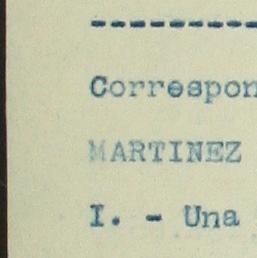 ----------
Correspon
MARTINEZ
I. - Una